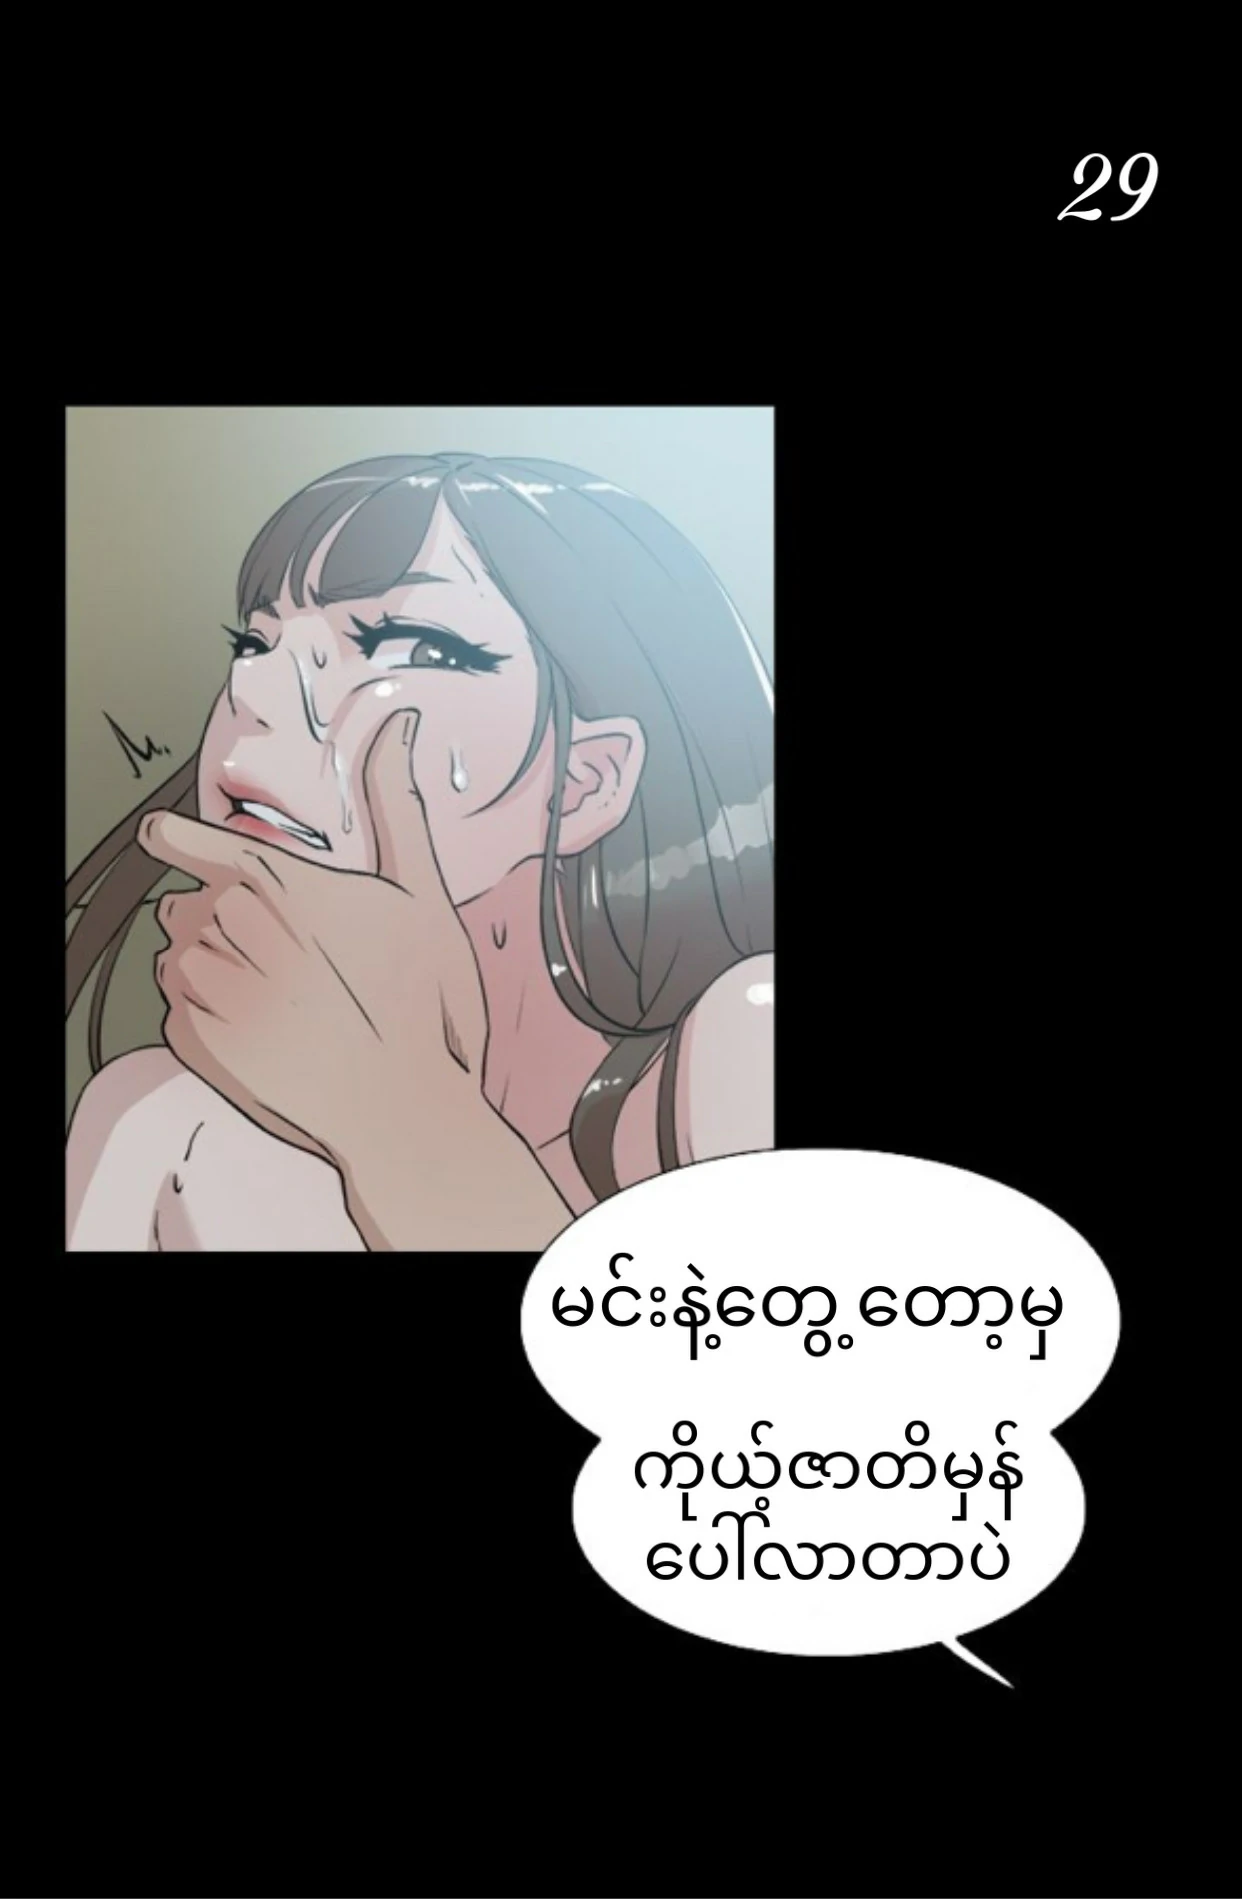 29
မင်းနဲ့တွေ့တော့မှ
ကိုယ့်ဇာတိမှန်
ပေါ်လာတာပဲ